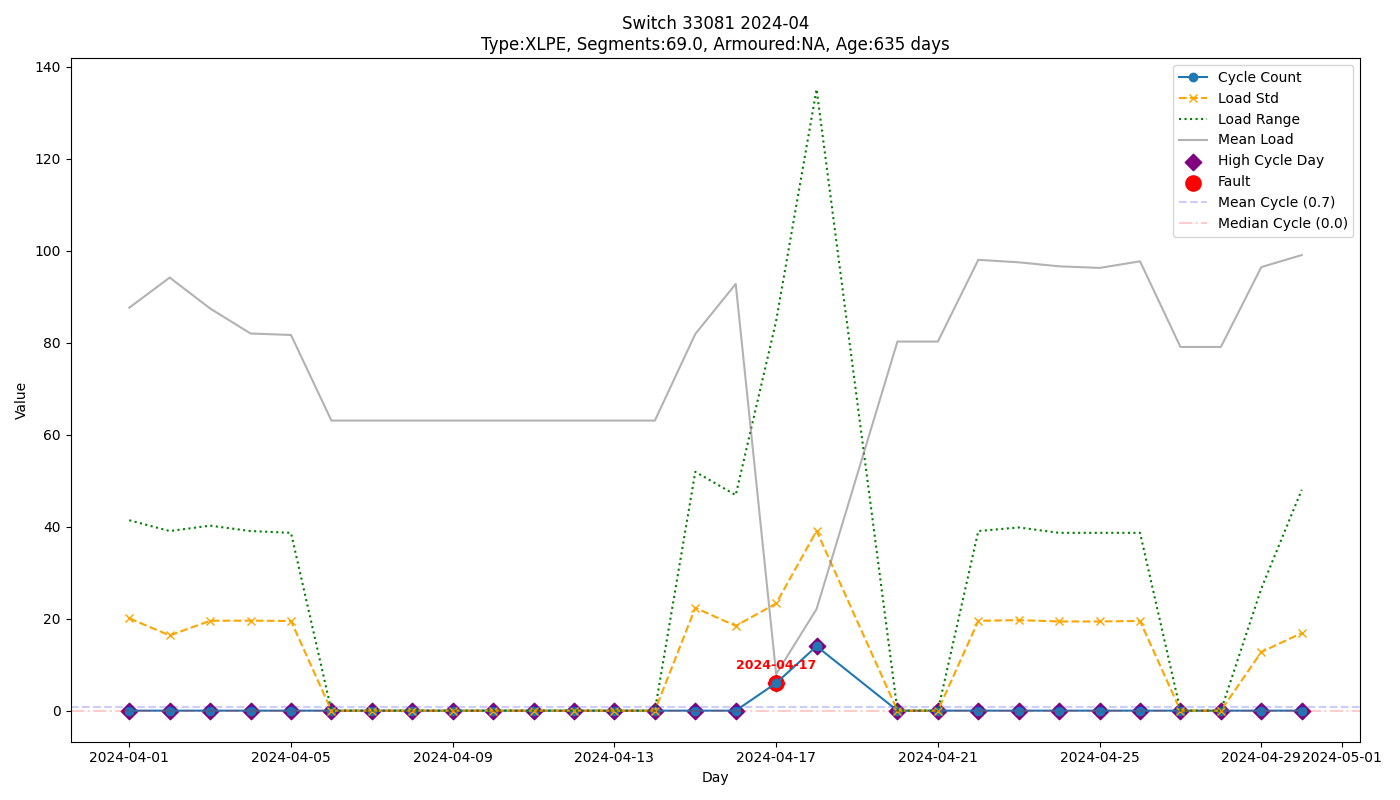 Switch 33081 2024-04
Type:XLPE, Segments:69.0, Armoured:NA, Age:635 days
Cycle Count
Load Std
Load Range
Mean Load
High Cycle Day
Fault
Mean Cycle (0.7)
Median Cycle (0.0)
Value
140
120
100
80
60
40
20
0
2024-04-17
2024-04-01 2024-04-05 2024-04-09 2024-04-13 2024-04-17 2024-04-21 2024-04-25 2024-04-29 2024-05-01
Day